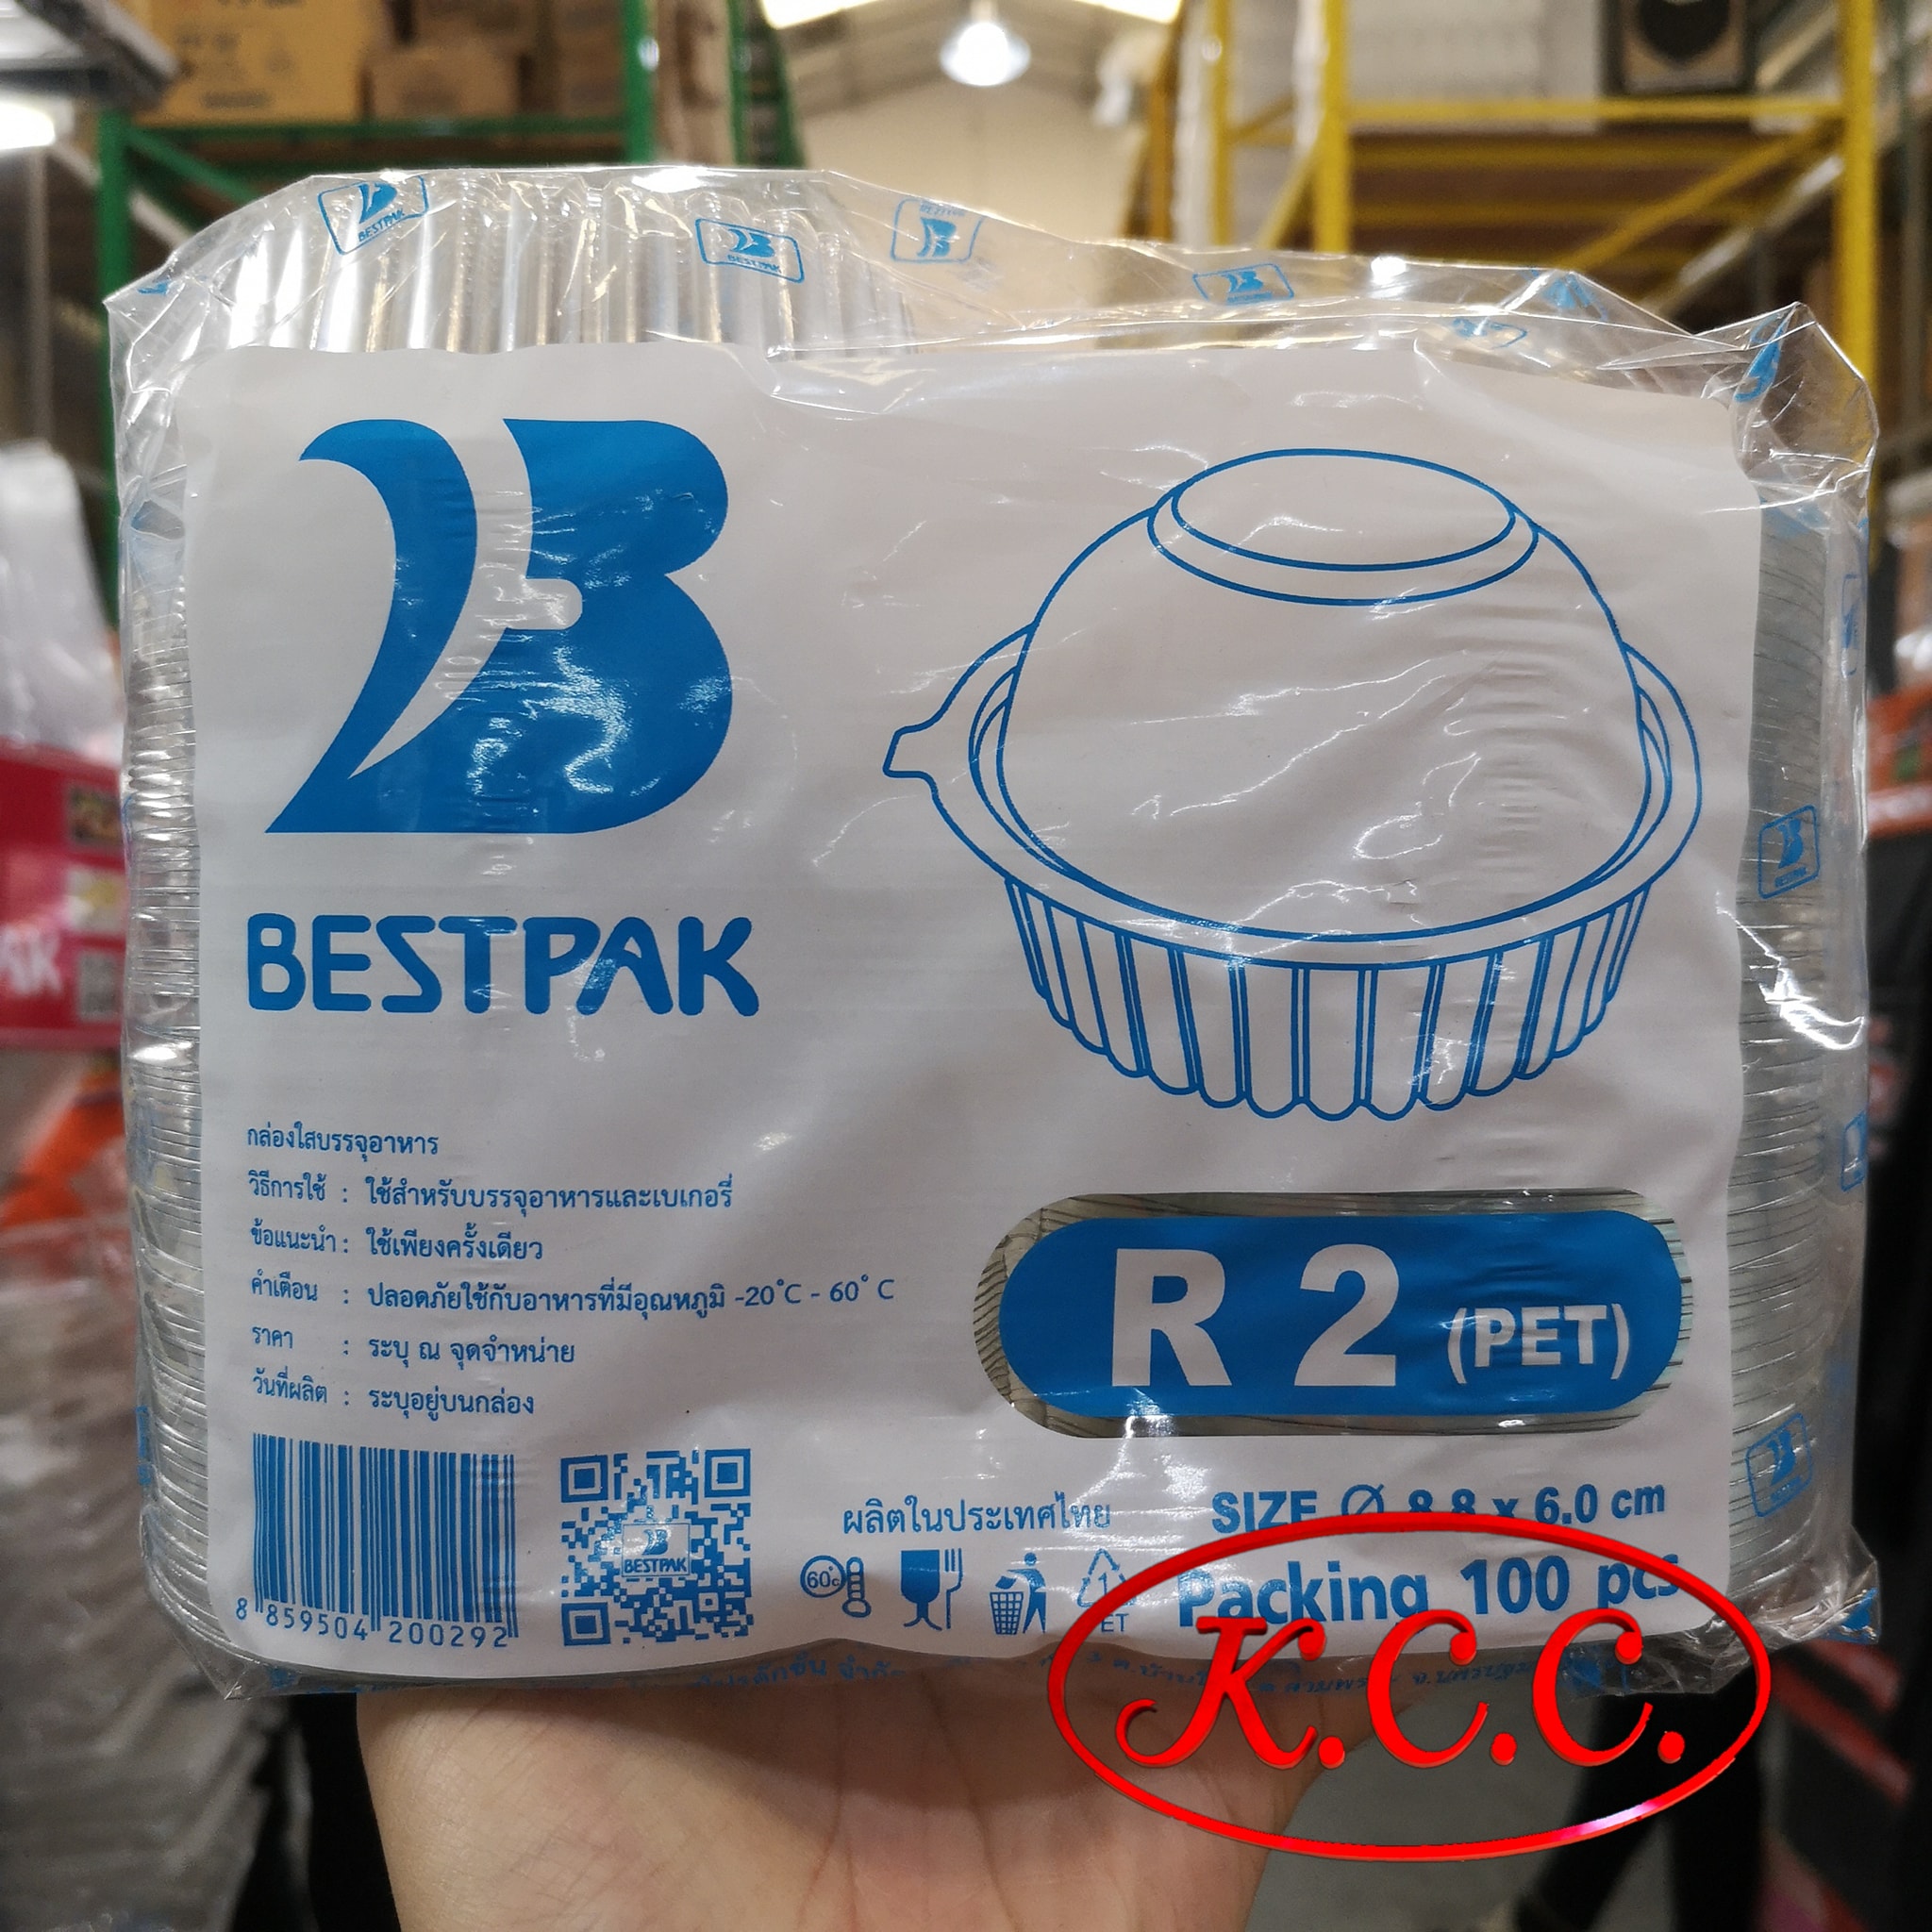 BESTPAK
กล่องใสบรรจุอาหาร
วิธีการใช้ : ใช้สำหรับบรรจุอาหารและเบเกอรี่
ข้อแนะนำ : ใช้เพียงครั้งเดียว
คำเตือน : ปลอดภัยใช้กับอาหารที่มีอุณหภูมิ -20°C - 60°C
ราคา : ระบุ ณ จุดจำหน่าย
วันที่ผลิต : ระบุอยู่บนกล่อง
R 2 (PET)
8 859504 200292
BESTPAK
ผลิตในประเทศไทย
60°c
1
SIZE Ø 8.8 x 6.0 cm
Packing 100 pcs
K.C.C.